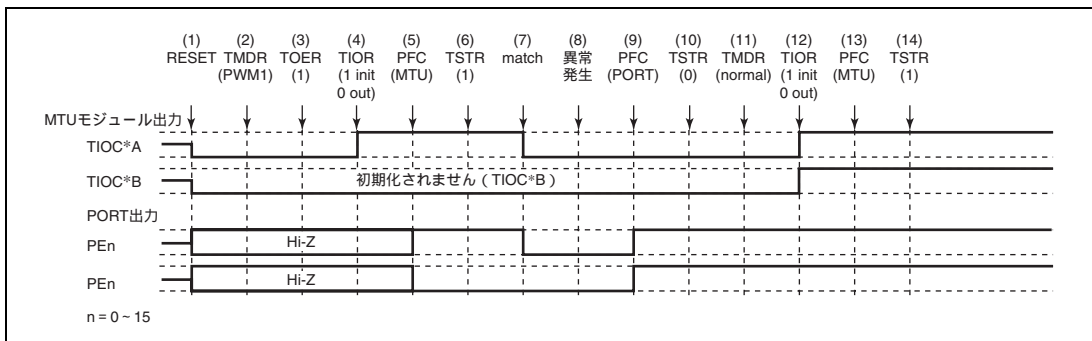 (1) (2) (3) (4) (5) (6) (7) (8) (9) (10) (11) (12) (13) (14)
RESET TMDR TOER TIOR PFC TSTR match 異常 PFC TSTR TMDR TIOR PFC TSTR
(PWM1) (1) (1 init (MTU) (1) 発生 (PORT) (0) (normal) (1 init (MTU) (1)
0 out) 0 out)
MTUモジュール出力
TIOC*A
TIOC*B 初期化されません(TIOC*B)
PORT出力
PEn Hi-Z
PEn Hi-Z
n = 0 ~ 15